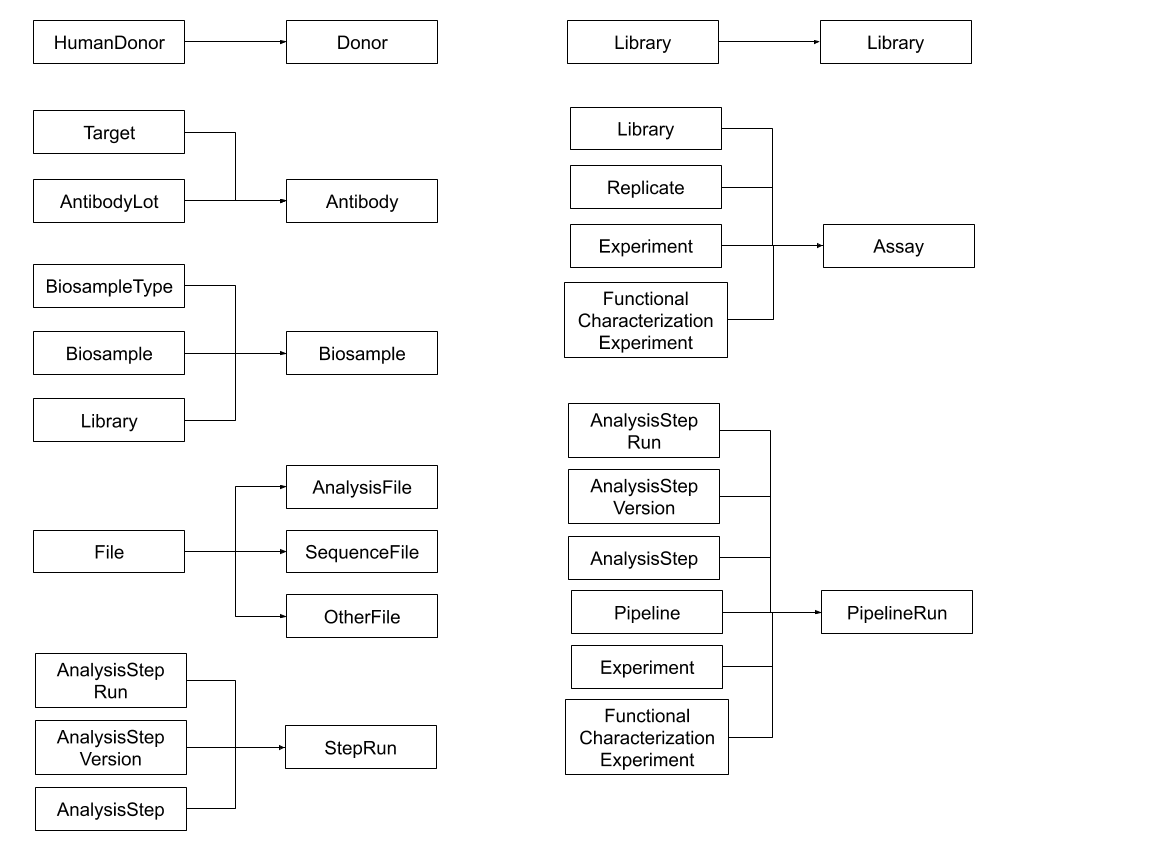 HumanDonor
Donor
Target
AntibodyLot
Antibody
BiosampleType
Biosample
Biosample
Library
AnalysisFile
File
SequenceFile
OtherFile
AnalysisStep
Run
AnalysisStep
Version
StepRun
AnalysisStep
Library
Library
Library
Replicate
Experiment
Assay
Functional
Characterization
Experiment
AnalysisStep
Run
AnalysisStep
Version
AnalysisStep
Pipeline
PipelineRun
Experiment
Functional
Characterization
Experiment